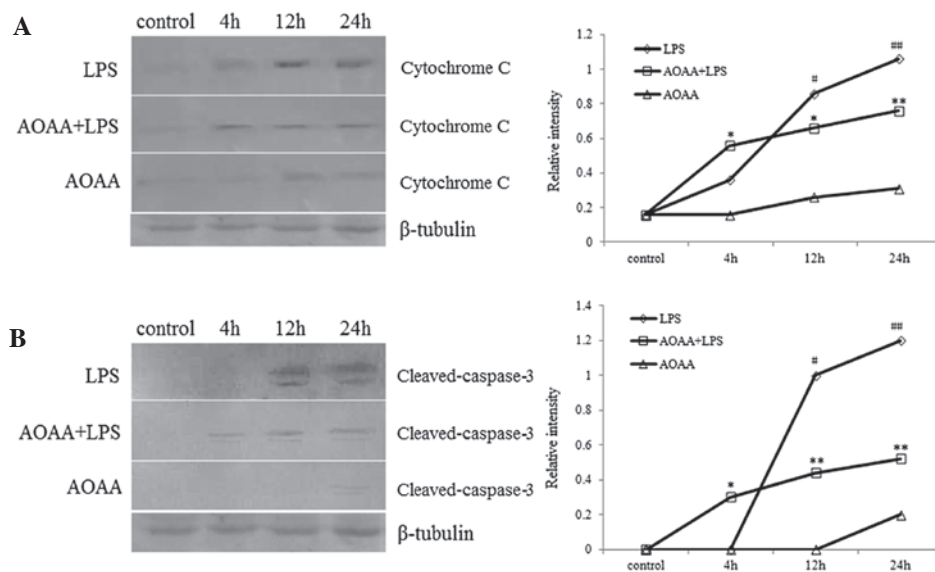 A
control 4h 12h 24h
LPS Cytochrome C
AOAA+LPS Cytochrome C
AOAA Cytochrome C
β-tubulin
LPS
AOAA+LPS
AOAA
Relative intensity
1.2
1
0.8
0.6
0.4
0.2
0
# ##
* * **
control 4h 12h 24h
B
control 4h 12h 24h
LPS Cleaved-caspase-3
AOAA+LPS Cleaved-caspase-3
AOAA Cleaved-caspase-3
β-tubulin
LPS
AOAA+LPS
AOAA
Relative intensity
1.4
1.2
1
0.8
0.6
0.4
0.2
0
# ##
* ** **
control 4h 12h 24h